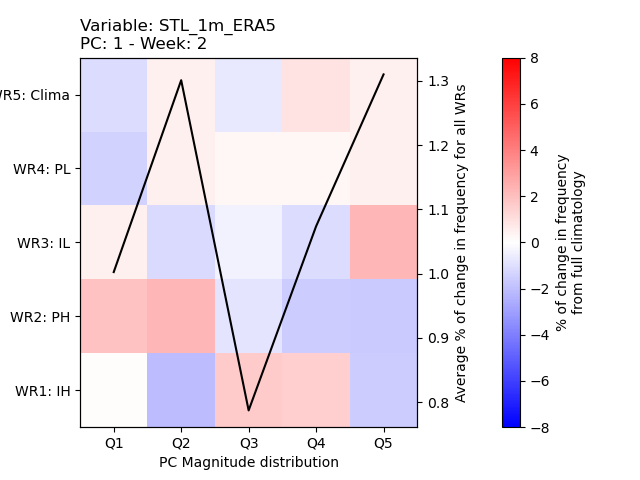 Variable: STL_1m_ERA5
PC: 1 - Week: 2
R5: Clima
WR4: PL
WR3: IL
WR2: PH
WR1: IH
Q1 Q2 Q3 Q4 Q5
PC Magnitude distribution
1.3
1.2
1.1
1.0
0.9
0.8
Average % of change in frequency for all WRs
8
6
4
2
0
−2
−4
−6
−8
% of change in frequency
from full climatology